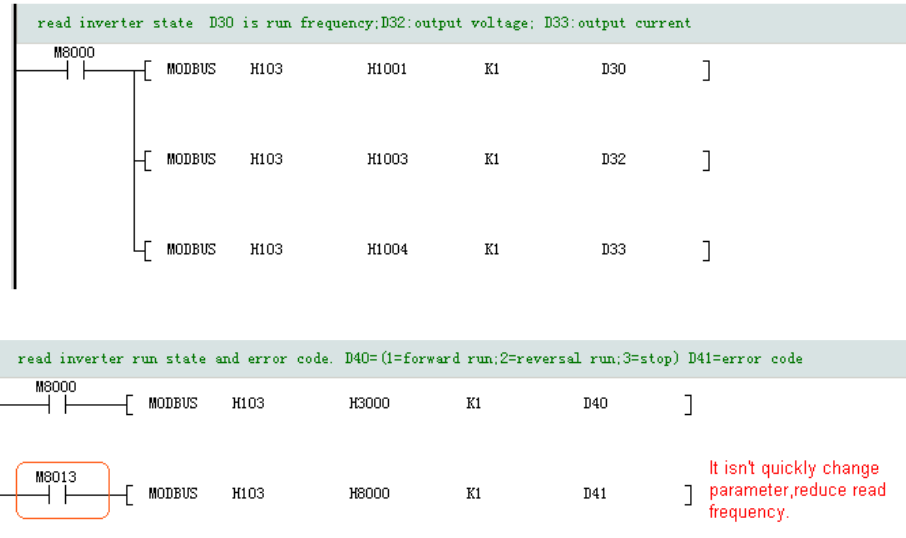 read inverter state D30 is run frequency;D32:output voltage; D33:output current
M8000
MODBUS H103 H1001 K1 D30
MODBUS H103 H1003 K1 D32
MODBUS H103 H1004 K1 D33
read inverter run state and error code. D40=(1=forward run;2=reversal run;3=stop) D41=error code
M8000
MODBUS H103 H3000 K1 D40
M8013
MODBUS H103 H8000 K1 D41
It isn't quickly change
parameter,reduce read
frequency.